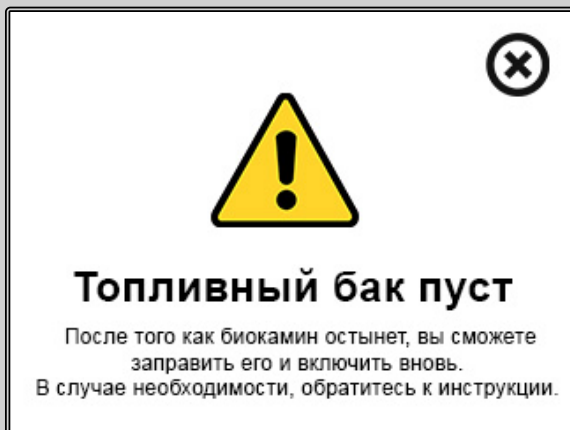 Топливный бак пуст
После того как биокамин остынет, вы сможете
заправить его и включить вновь.
В случае необходимости, обратитесь к инструкции.